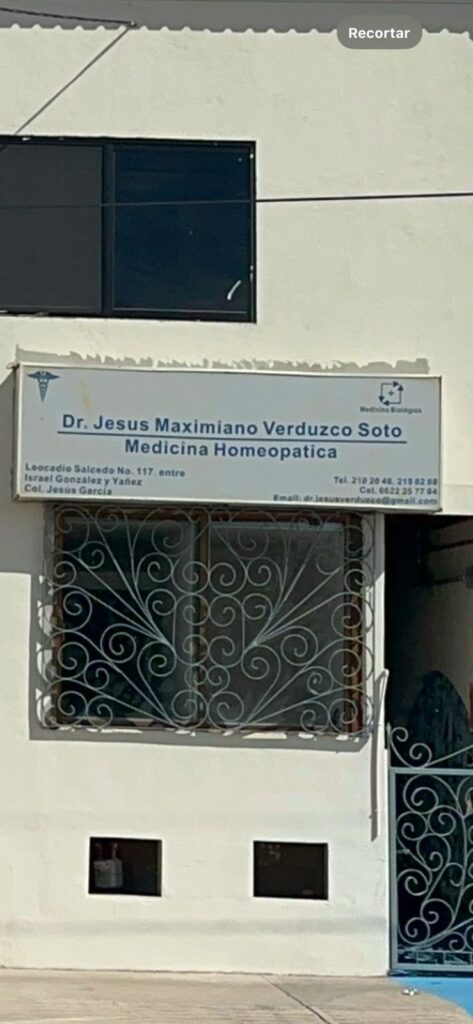 Recortar
Medicina Biológica
Dr. Jesus Maximiano Verduzco Soto
Medicina Homeopatica
Leocadio Salcedo No. 117, entre
Israel González y Yañez
Col. Jesús García
Tel. 210 20 46, 215 82 60
Cel. 6622 25 77 04
Email: dr.jesusverduzco@gmail.com